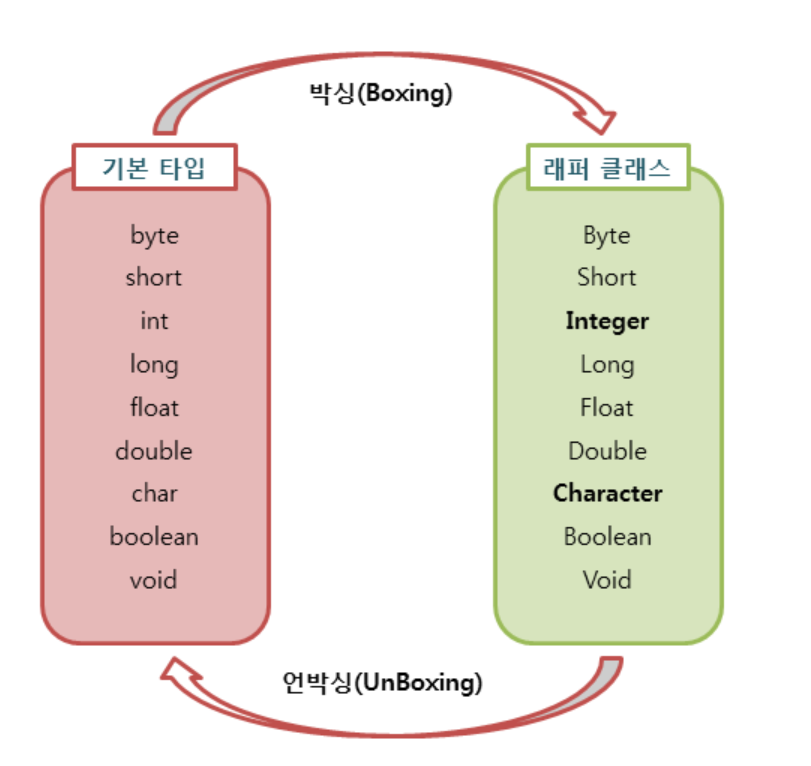 박싱(Boxing)
기본 타입
byte
short
int
long
float
double
char
boolean
void
래퍼 클래스
Byte
Short
Integer
Long
Float
Double
Character
Boolean
Void
언박싱(UnBoxing)